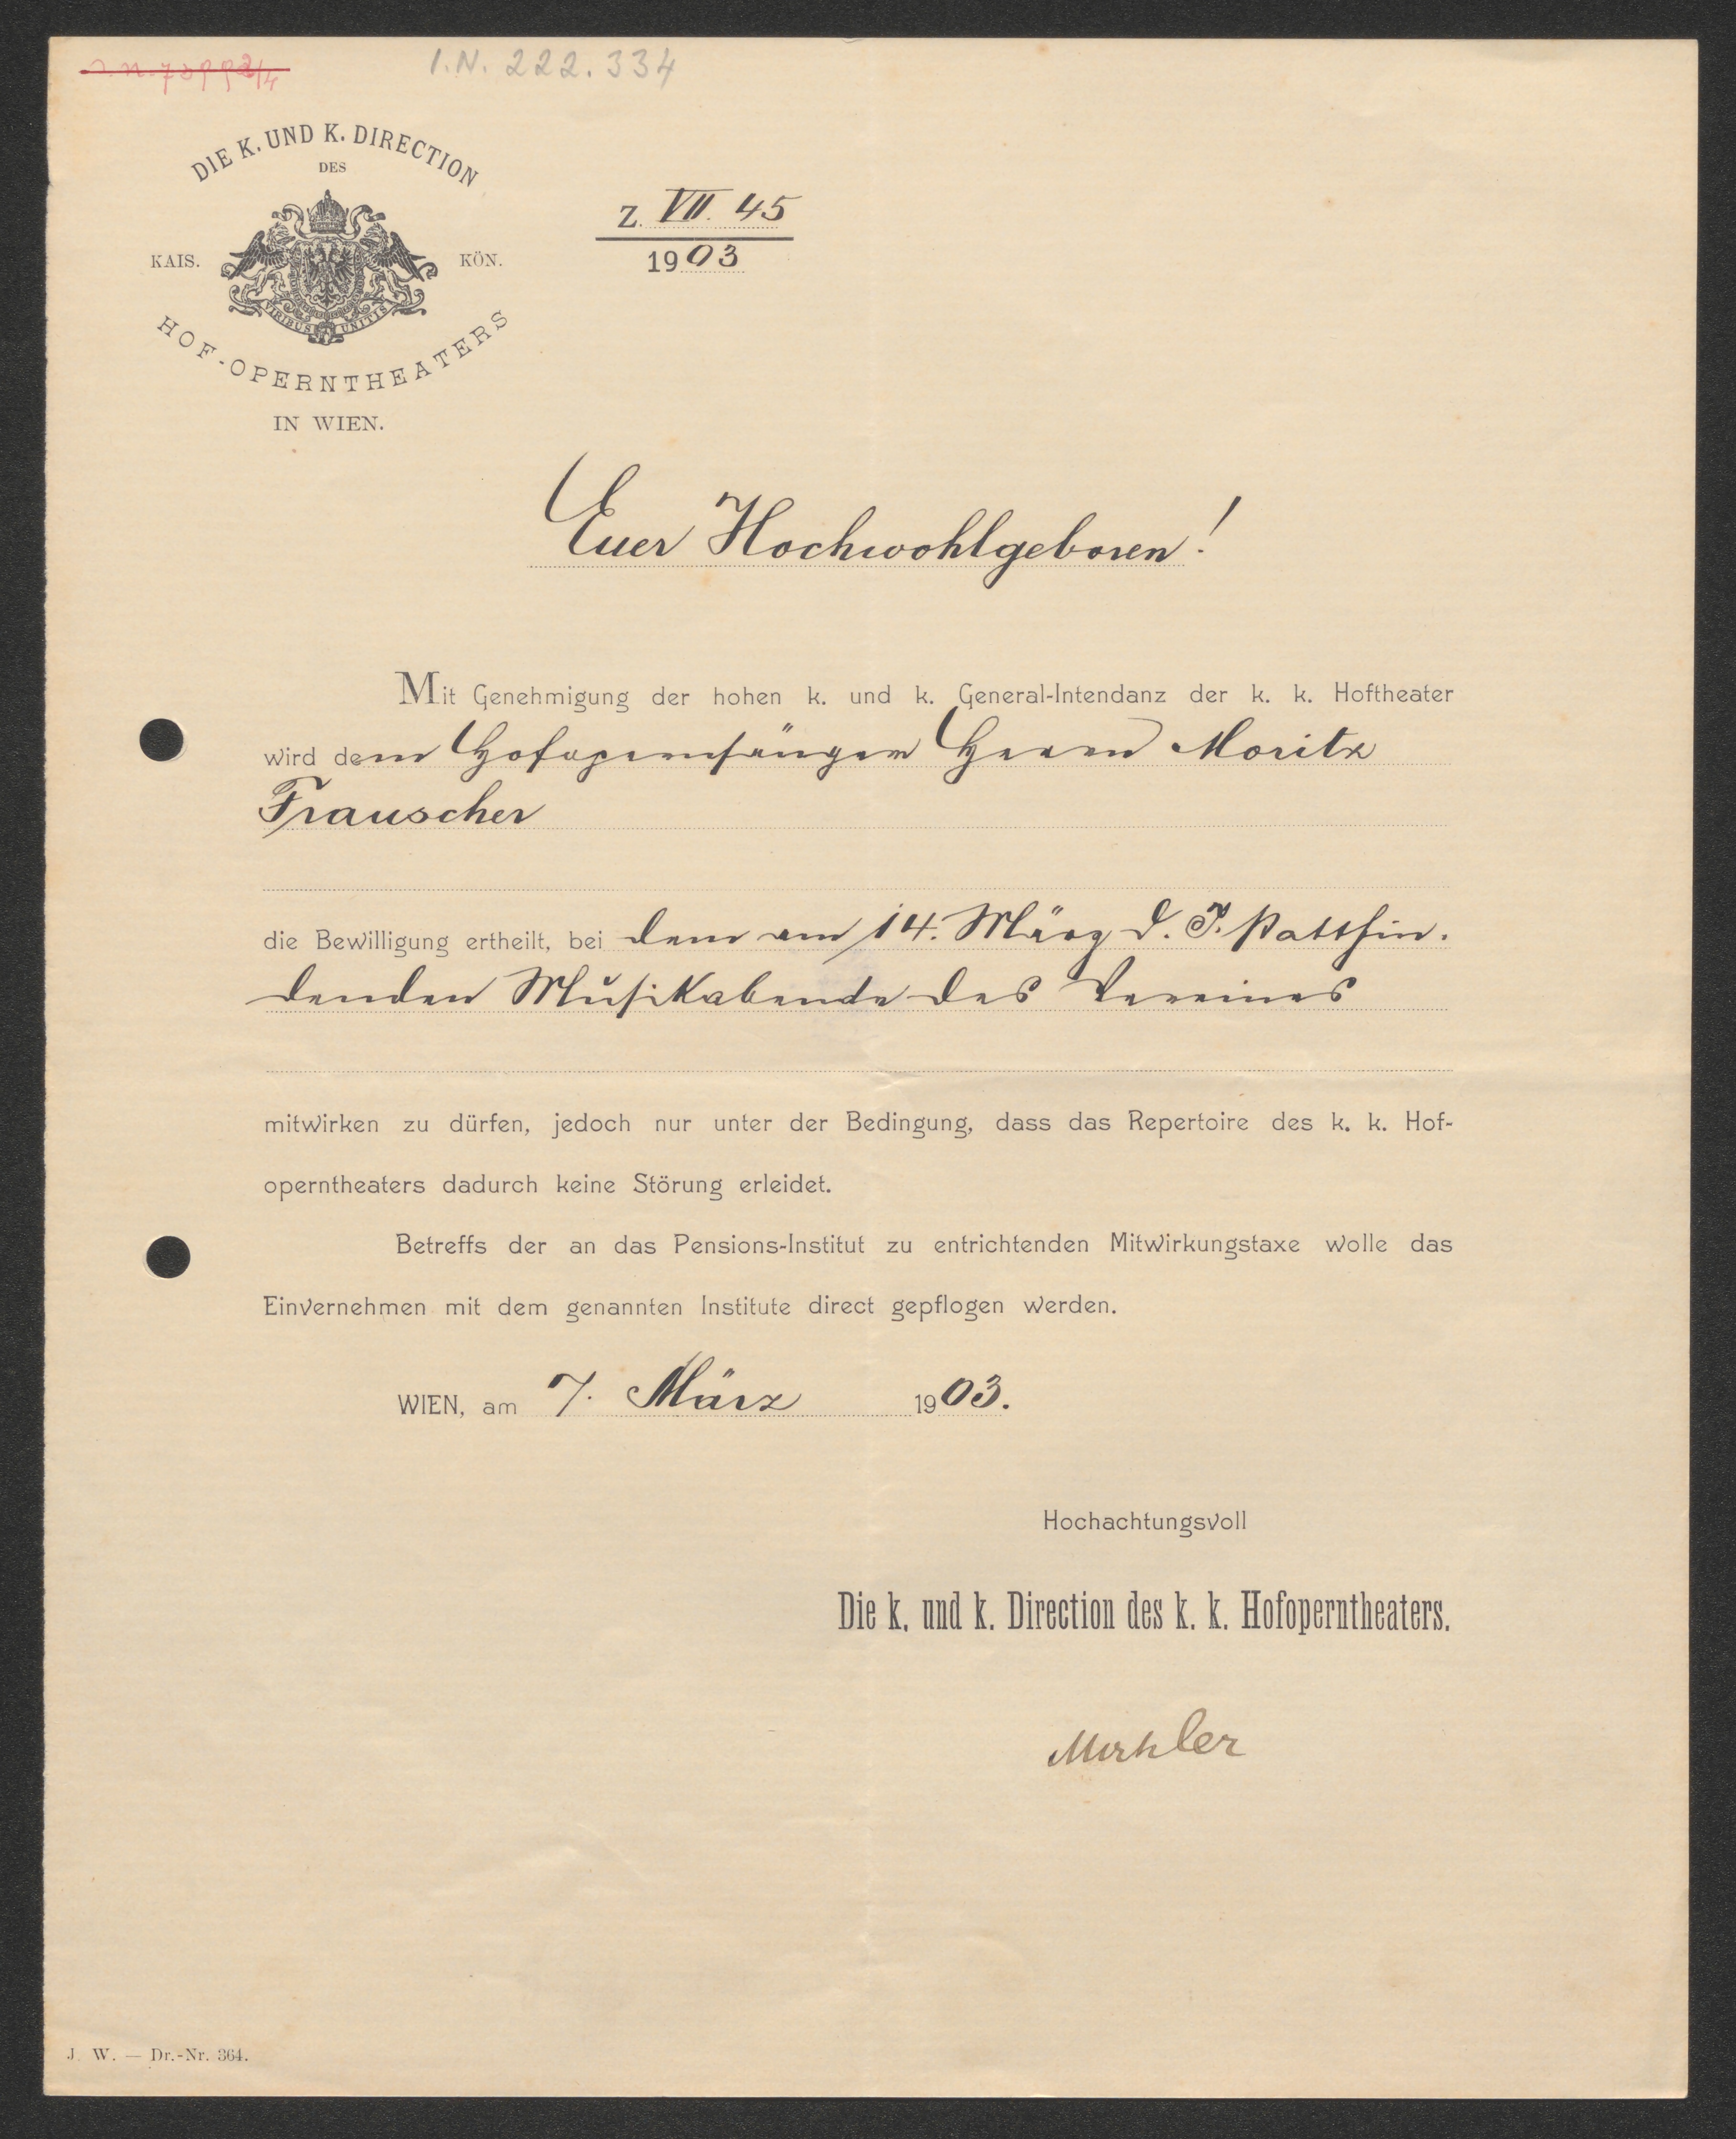 I.N. 222.334
DIE K. UND K. DIRECTION
DES
KAIS. KÖN.
VIRIBUS UNITIS
HOF-OPERNTHEATERS
IN WIEN.
Z. VII. 45
1903
Euer Hochwohlgeboren!
Mit Genehmigung der hohen k. und k. General-Intendanz der k. k. Hoftheater
wird dem Hofopernsänger Herrn Moritz
Frauscher
die Bewilligung ertheilt, bei dem am 14. März d. J. stattfin-
denden Musikabende des Vereines
mitwirken zu dürfen, jedoch nur unter der Bedingung, dass das Repertoire des k. k. Hof-
operntheaters dadurch keine Störung erleidet.
Betreffs der an das Pensions-Institut zu entrichtenden Mitwirkungstaxe wolle das
Einvernehmen mit dem genannten Institute direct gepflogen werden.
WIEN, am 7. März 1903.
Hochachtungsvoll
Die k. und k. Direction des k. k. Hofoperntheaters.
Mahler
J. W. — Dr.-Nr. 364.